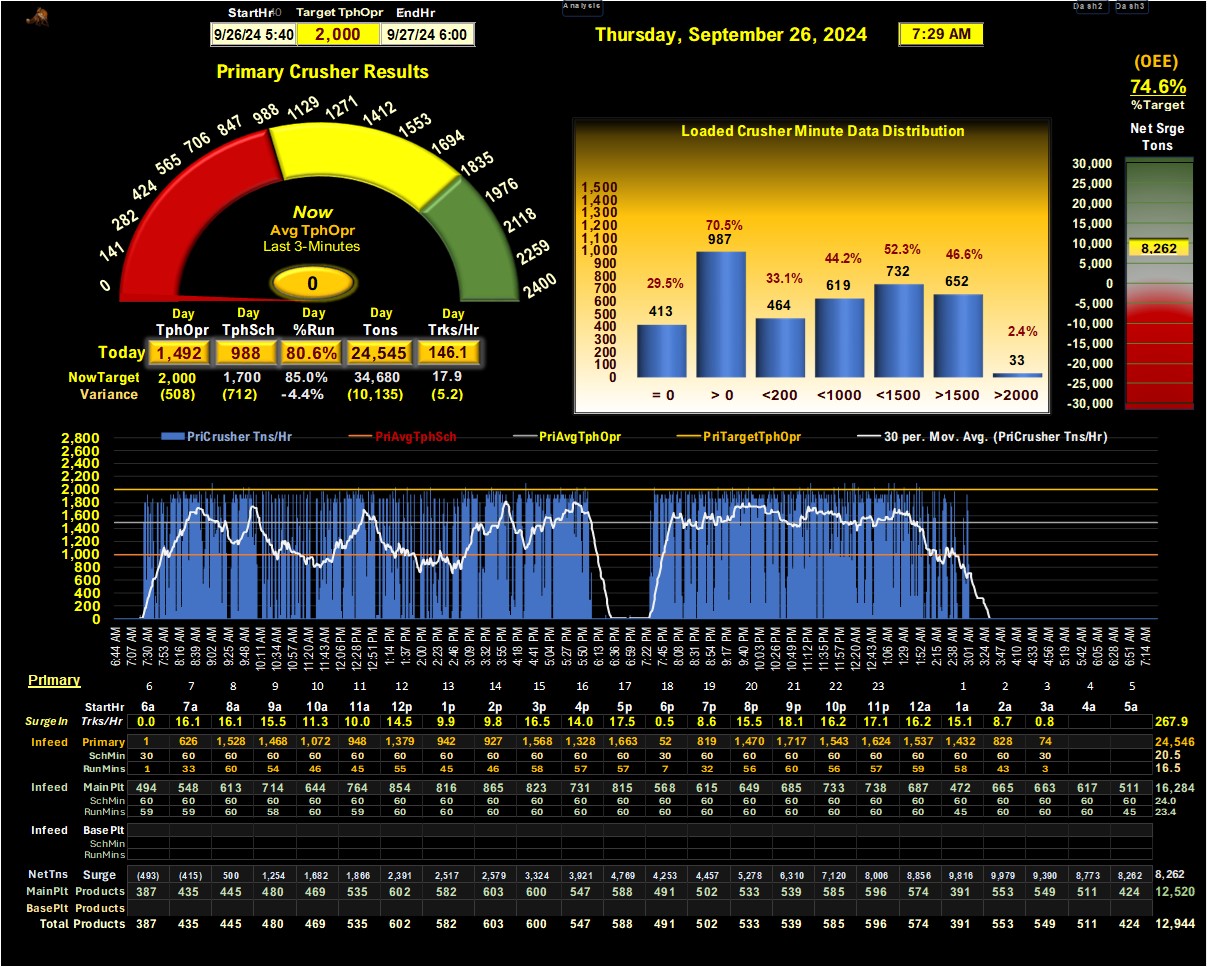 Analysis Dash2 Dash3
StartHr Target TphOpr EndHr
9/26/24 5:40 2,000 9/27/24 6:00
Thursday, September 26, 2024 7:29 AM
(OEE)
74.6%
%Target
Net Srge
Tons
Primary Crusher Results
0 141 282 424 565 706 847 988 1129 1271 1412 1553 1694 1835 1976 2118 2259 2400
Now
Avg TphOpr
Last 3-Minutes
0
Day Day Day Day Day
TphOpr TphSch %Run Tons Trks/Hr
Today 1,492 988 80.6% 24,545 146.1
NowTarget 2,000 1,700 85.0% 34,680 17.9
Variance (508) (712) -4.4% (10,135) (5.2)
Loaded Crusher Minute Data Distribution
1,500
1,400
1,300
1,200
1,100
1,000
900
800
700
600
500
400
300
200
100
0
29.5% 70.5% 33.1% 44.2% 52.3% 46.6% 2.4%
413 987 464 619 732 652 33
= 0 > 0 <200 <1000 <1500 >1500 >2000
30,000
25,000
20,000
15,000
10,000
5,000
0
-5,000
-10,000
-15,000
-20,000
-25,000
-30,000
8,262
PriCrusher Tns/Hr PriAvgTphSch PriAvgTphOpr PriTargetTphOpr 30 per. Mov. Avg. (PriCrusher Tns/Hr)
2,800
2,600
2,400
2,200
2,000
1,800
1,600
1,400
1,200
1,000
800
600
400
200
0
6:44 AM 7:07 AM 7:30 AM 7:53 AM 8:16 AM 8:39 AM 9:02 AM 9:25 AM 9:48 AM 10:11 AM 10:34 AM 10:57 AM 11:20 AM 11:43 AM 12:06 PM 12:28 PM 12:51 PM 1:14 PM 1:37 PM 2:00 PM 2:23 PM 2:46 PM 3:09 PM 3:32 PM 3:55 PM 4:18 PM 4:41 PM 5:04 PM 5:27 PM 5:50 PM 6:13 PM 6:36 PM 6:59 PM 7:22 PM 7:45 PM 8:08 PM 8:31 PM 8:54 PM 9:17 PM 9:40 PM 10:03 PM 10:26 PM 10:49 PM 11:12 PM 11:35 PM 11:57 PM 12:20 AM 12:43 AM 1:06 AM 1:29 AM 1:52 AM 2:15 AM 2:38 AM 3:01 AM 3:24 AM 3:47 AM 4:10 AM 4:33 AM 4:56 AM 5:19 AM 5:42 AM 6:05 AM 6:28 AM 6:51 AM 7:14 AM
Primary 6 7 8 9 10 11 12 13 14 15 16 17 18 19 20 21 22 23 1 2 3 4 5
StartHr 6a 7a 8a 9a 10a 11a 12p 1p 2p 3p 4p 5p 6p 7p 8p 9p 10p 11p 12a 1a 2a 3a 4a 5a
SurgeIn Trks/Hr 0.0 16.1 16.1 15.5 11.3 10.0 14.5 9.9 9.8 16.5 14.0 17.5 0.5 8.6 15.5 18.1 16.2 17.1 16.2 15.1 8.7 0.8 267.9
Infeed Primary 1 626 1,528 1,468 1,072 948 1,379 942 927 1,568 1,328 1,663 52 819 1,470 1,717 1,543 1,624 1,537 1,432 828 74 24,546
SchMin 30 60 60 60 60 60 60 60 60 60 60 60 30 60 60 60 60 60 60 60 60 30 20.5
RunMins 1 33 60 54 46 45 55 45 46 58 57 57 7 32 56 60 56 57 59 58 43 3 16.5
Infeed MainPlt 494 548 613 714 644 764 854 816 865 823 731 815 568 615 649 685 733 738 687 472 665 663 617 511 16,284
SchMin 60 60 60 60 60 60 60 60 60 60 60 60 60 60 60 60 60 60 60 60 60 60 60 60 24.0
RunMins 59 59 60 58 60 59 60 60 60 60 60 60 60 60 60 60 60 60 60 45 60 60 60 45 23.4
Infeed Base Plt
SchMin
RunMins
NetTns Surge (493) (415) 500 1,254 1,682 1,866 2,391 2,517 2,579 3,324 3,921 4,769 4,253 4,457 5,278 6,310 7,120 8,006 8,856 9,816 9,979 9,390 8,773 8,262 8,262
MainPlt Products 387 435 445 480 469 535 602 582 603 600 547 588 491 502 533 539 585 596 574 391 553 549 511 424 12,520
BasePlt Products
Total Products 387 435 445 480 469 535 602 582 603 600 547 588 491 502 533 539 585 596 574 391 553 549 511 424 12,944